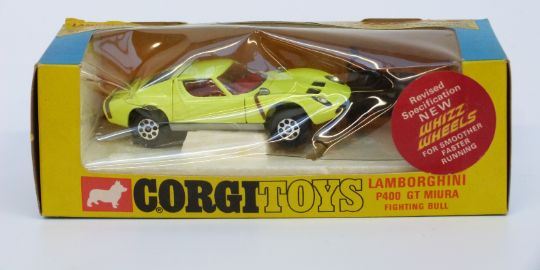 Revised
Specification
NEW
WHIZZ
WHEELS
FOR SMOOTHER
FASTER
RUNNING
® CORGI TOYS
LAMBORGHINI
P400 GT MIURA
FIGHTING BULL